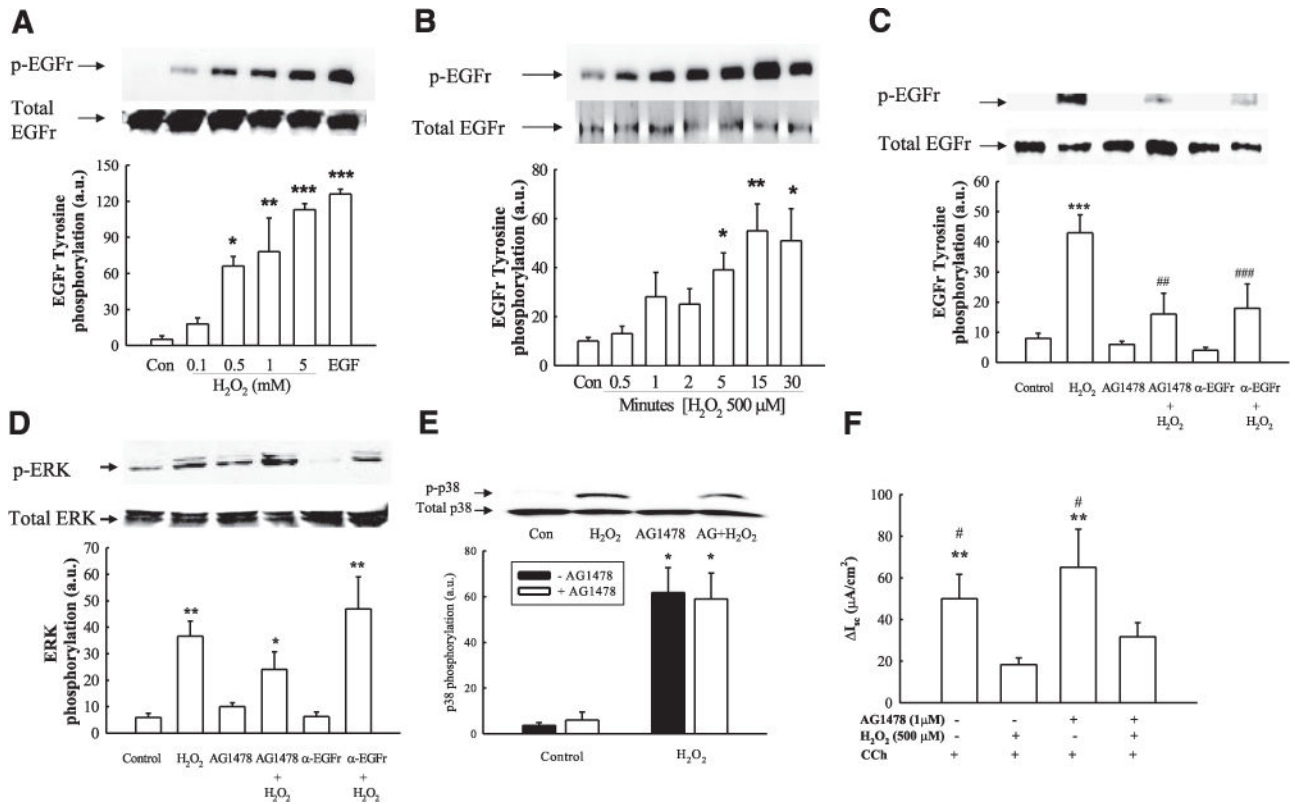 A
p-EGFr
Total
EGFr
EGFr Tyrosine
phosphorylation (a.u.)
150
120
90
60
30
0
*
**
***
***
Con 0.1 0.5 1 5 EGF
H₂O₂ (mM)
B
p-EGFr
Total EGFr
EGFr Tyrosine
phosphorylation (a.u.)
80
60
40
20
0
*
**
*
Con 0.5 1 2 5 15 30
Minutes [H₂O₂ 500 μM]
C
p-EGFr
Total EGFr
EGFr Tyrosine
phosphorylation (a.u.)
60
50
40
30
20
10
0
***
##
###
Control H₂O₂ AG1478 AG1478 α-EGFr α-EGFr
+ +
H₂O₂ H₂O₂
D
p-ERK
Total ERK
ERK
phosphorylation (a.u.)
70
60
50
40
30
20
10
0
**
*
**
Control H₂O₂ AG1478 AG1478 α-EGFr α-EGFr
+ +
H₂O₂ H₂O₂
E
p-p38
Total p38
Con H₂O₂ AG1478 AG+H₂O₂
p38 phosphorylation (a.u.)
80
60
40
20
0
- AG1478
+ AG1478
* *
Control H₂O₂
F
ΔIsc (μA/cm²)
100
80
60
40
20
0
#
**
#
**
AG1478 (1μM) - - + +
H₂O₂ (500 μM) - + - +
CCh + + + +